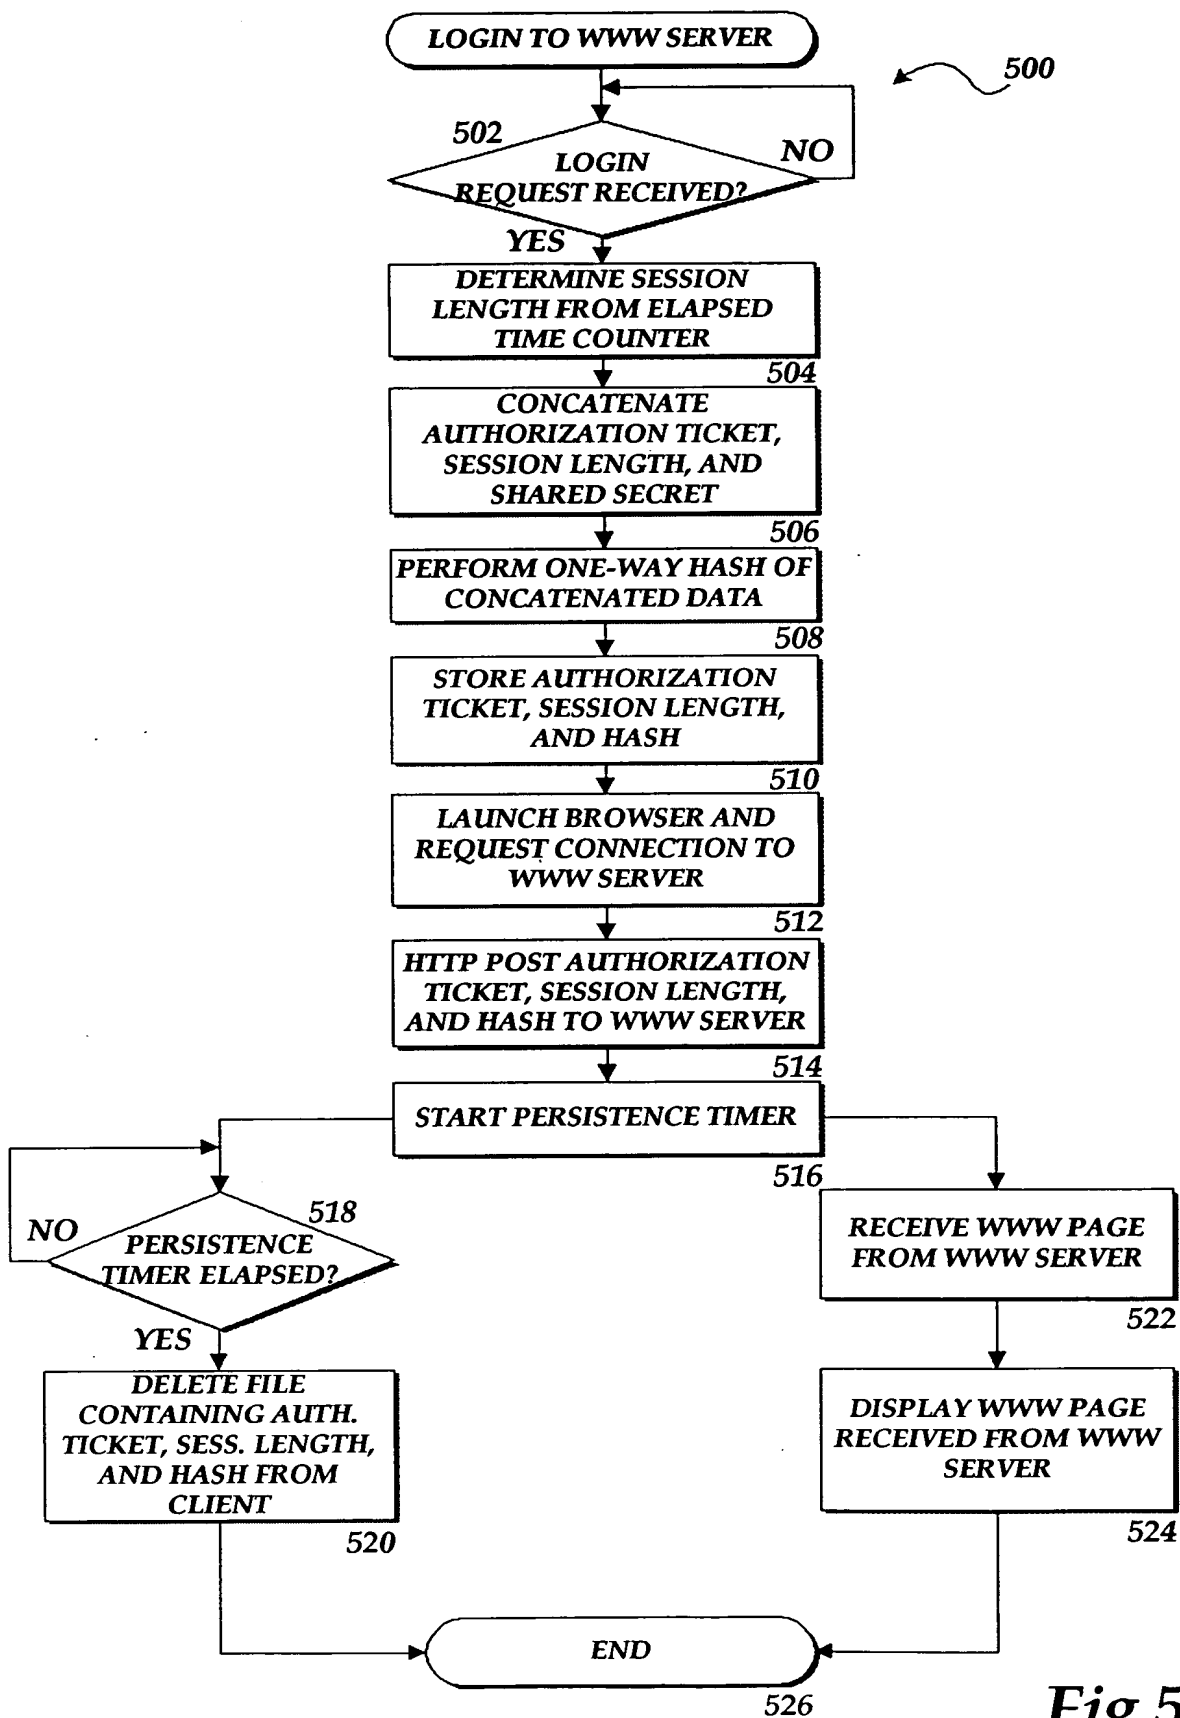 LOGIN TO WWW SERVER
500
502
LOGIN
REQUEST RECEIVED?
NO
YES
DETERMINE SESSION
LENGTH FROM ELAPSED
TIME COUNTER
504
CONCATENATE
AUTHORIZATION TICKET,
SESSION LENGTH, AND
SHARED SECRET
506
PERFORM ONE-WAY HASH OF
CONCATENATED DATA
508
STORE AUTHORIZATION
TICKET, SESSION LENGTH,
AND HASH
510
LAUNCH BROWSER AND
REQUEST CONNECTION TO
WWW SERVER
512
HTTP POST AUTHORIZATION
TICKET, SESSION LENGTH,
AND HASH TO WWW SERVER
514
START PERSISTENCE TIMER
516
518
NO
PERSISTENCE
TIMER ELAPSED?
YES
DELETE FILE
CONTAINING AUTH.
TICKET, SESS. LENGTH,
AND HASH FROM
CLIENT
520
RECEIVE WWW PAGE
FROM WWW SERVER
522
DISPLAY WWW PAGE
RECEIVED FROM WWW
SERVER
524
END
526
Fig.5